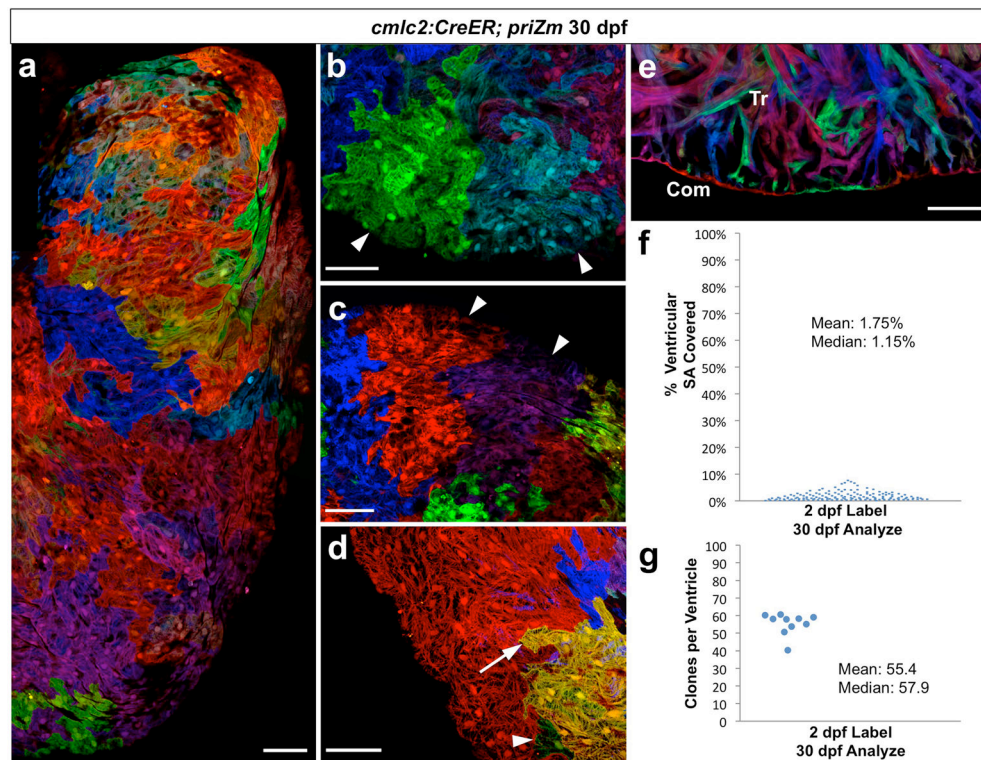 cmlc2:CreER; priZm 30 dpf
a
b
c
d
e
Tr
Com
f
100%
90%
80%
70%
60%
50%
40%
30%
20%
10%
0%
% Ventricular
SA Covered
Mean: 1.75%
Median: 1.15%
2 dpf Label
30 dpf Analyze
g
100
90
80
70
60
50
40
30
20
10
0
Clones per Ventricle
Mean: 55.4
Median: 57.9
2 dpf Label
30 dpf Analyze